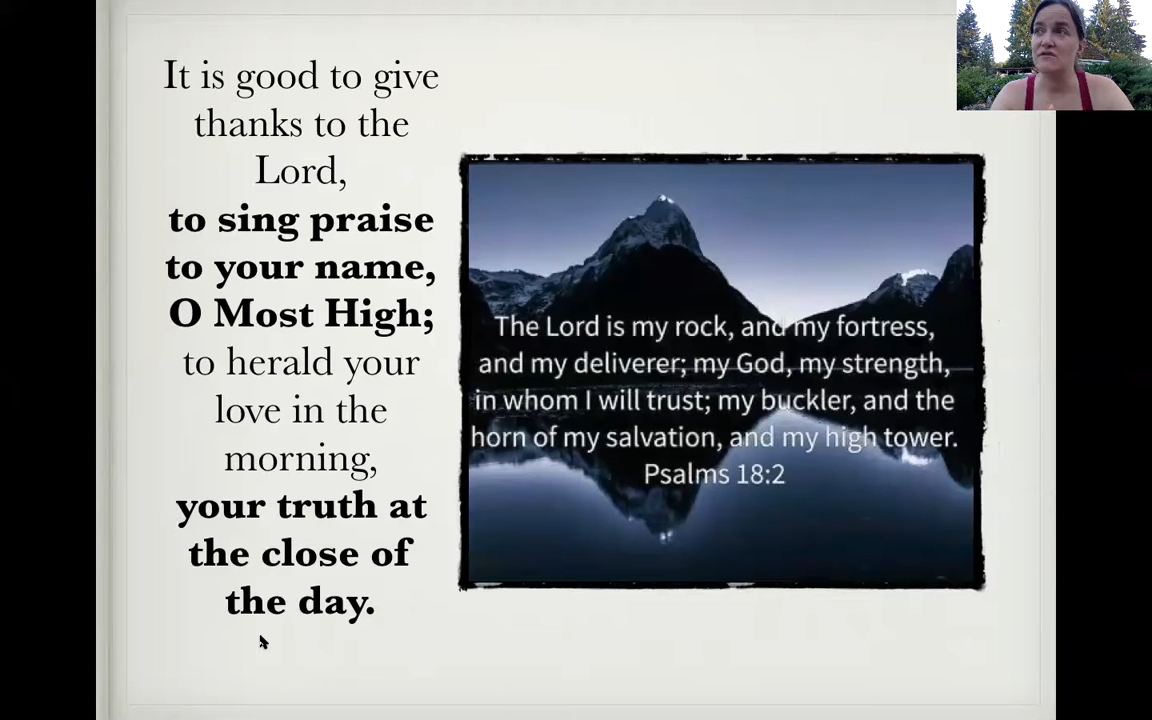 It is good to give
thanks to the
Lord,
to sing praise
to your name,
O Most High;
to herald your
love in the
morning,
your truth at
the close of
the day.
The Lord is my rock, and my fortress,
and my deliverer; my God, my strength,
in whom I will trust; my buckler, and the
horn of my salvation, and my high tower.
Psalms 18:2